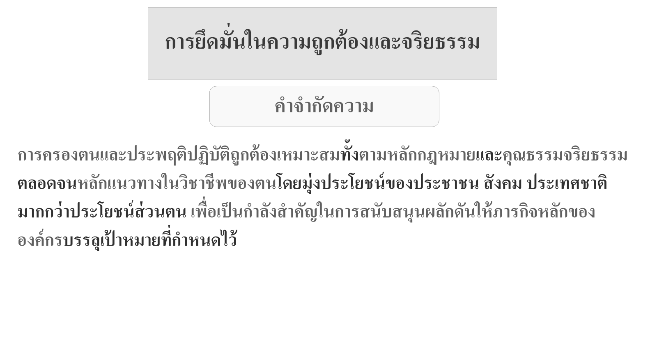 การยึดมั่นในความถูกต้องและจริยธรรม
คำจำกัดความ
การครองตนและประพฤติปฏิบัติถูกต้องเหมาะสมทั้งตามหลักกฎหมายและคุณธรรมจริยธรรม
ตลอดจนหลักแนวทางในวิชาชีพของตนโดยมุ่งประโยชน์ของประชาชน สังคม ประเทศชาติ
มากกว่าประโยชน์ส่วนตน เพื่อเป็นกำลังสำคัญในการสนับสนุนผลักดันให้ภารกิจหลักของ
องค์กรบรรลุเป้าหมายที่กำหนดไว้